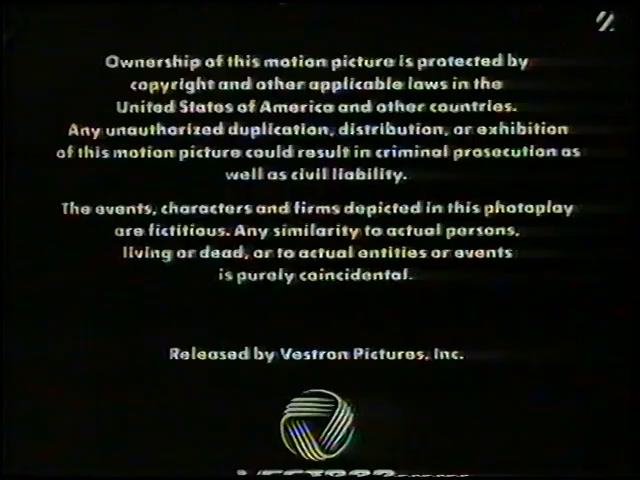 Ownership of this motion picture is protected by
copyright and other applicable laws in the
United States of America and other countries.
Any unauthorized duplication, distribution, or exhibition
of this motion picture could result in criminal prosecution as
well as civil liability.
The events, characters and firms depicted in this photoplay
are fictitious. Any similarity to actual persons,
living or dead, or to actual entities or events
is purely coincidental.
Released by Vestron Pictures, Inc.